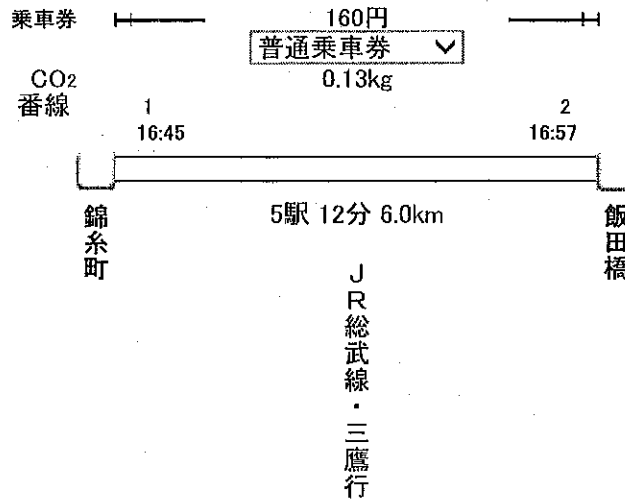 乗車券 160円
普通乗車券
CO2 0.13kg
番線 1 2
16:45 16:57
錦糸町
5駅 12分 6.0km
飯田橋
JR総武線・三鷹行